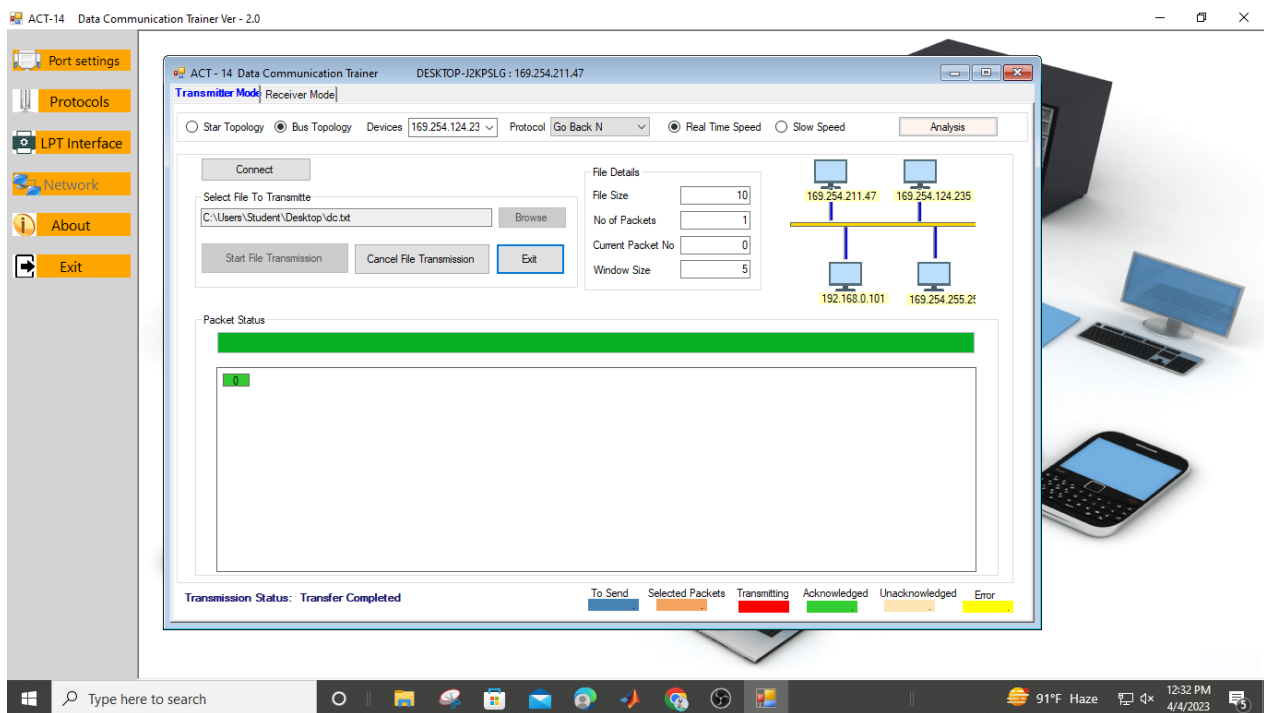 ACT-14 Data Communication Trainer Ver - 2.0
Port settings
Protocols
LPT Interface
Network
About
Exit
ACT - 14 Data Communication Trainer DESKTOP-J2KPSLG : 169.254.211.47
Transmitter Mode Receiver Mode
Star Topology Bus Topology Devices 169.254.124.23 Protocol Go Back N Real Time Speed Slow Speed Analysis
Connect
Select File To Transmitte
C:\Users\Student\Desktop\dc.txt Browse
Start File Transmission Cancel File Transmission Exit
File Details
File Size 10
No of Packets 1
Current Packet No 0
Window Size 5
169.254.211.47 169.254.124.235
192.168.0.101 169.254.255.25
Packet Status
0
Transmission Status: Transfer Completed
To Send Selected Packets Transmitting Acknowledged Unacknowledged Error
Type here to search
91°F Haze
12:32 PM
4/4/2023
5